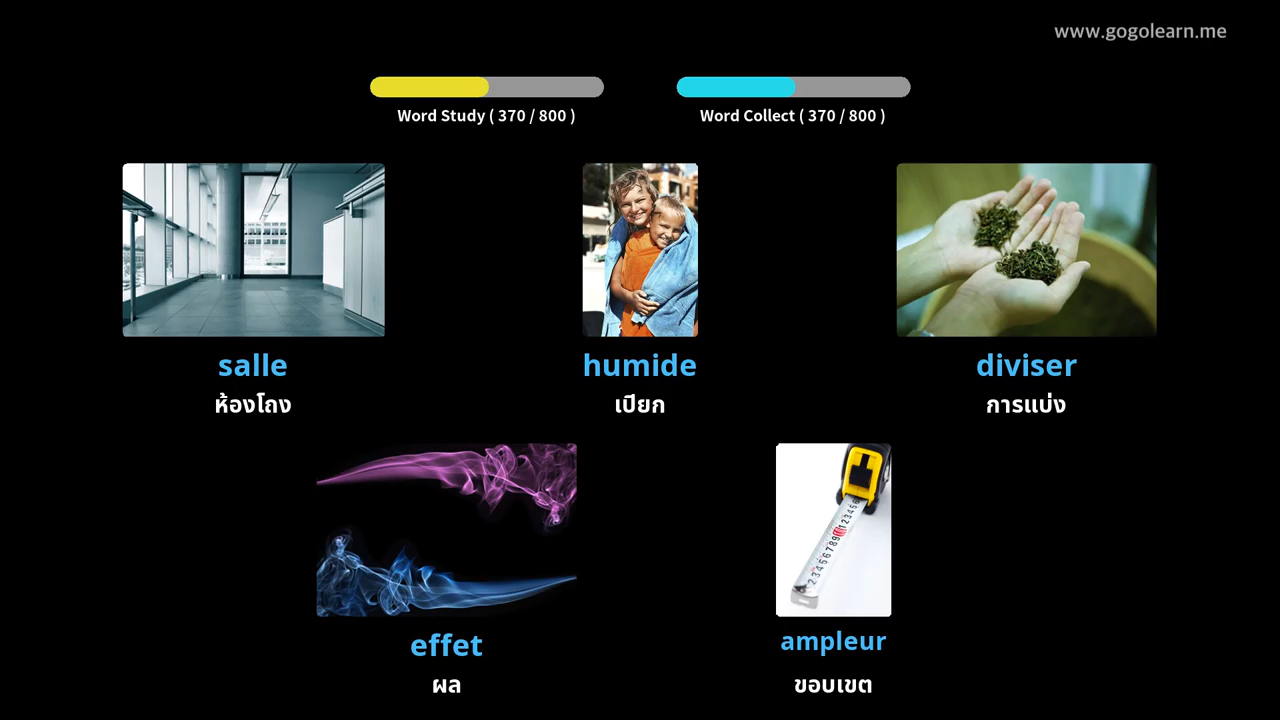 www.gogolearn.me
Word Study ( 370 / 800 )
Word Collect ( 370 / 800 )
salle
ห้องโถง
humide
เปียก
diviser
การแบ่ง
effet
ผล
ampleur
ขอบเขต